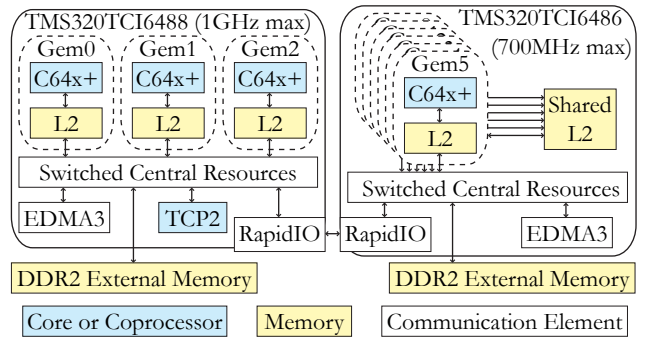 TMS320TCI6488 (1GHz max)
Gem0
Gem1
Gem2
C64x+
C64x+
C64x+
L2
L2
L2
Switched Central Resources
EDMA3
TCP2
RapidIO
DDR2 External Memory
TMS320TCI6486
(700MHz max)
Gem5
C64x+
L2
Shared
L2
Switched Central Resources
RapidIO
EDMA3
DDR2 External Memory
Core or Coprocessor
Memory
Communication Element